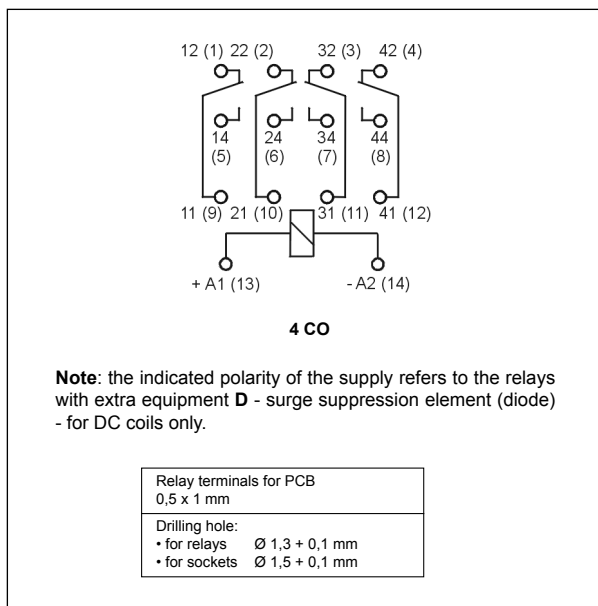 12 (1) 22 (2) 32 (3) 42 (4)
14 24 34 44
(5) (6) (7) (8)
11 (9) 21 (10) 31 (11) 41 (12)
+ A1 (13) - A2 (14)
4 CO
Note: the indicated polarity of the supply refers to the relays
with extra equipment D - surge suppression element (diode)
- for DC coils only.
Relay terminals for PCB
0,5 x 1 mm
Drilling hole:
• for relays Ø 1,3 + 0,1 mm
• for sockets Ø 1,5 + 0,1 mm